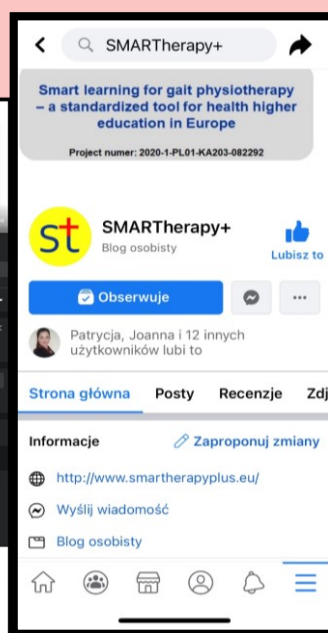 SMARTherapy+
Smart learning for gait physiotherapy
– a standardized tool for health higher
education in Europe
Project numer: 2020-1-PL01-KA203-082292
st
SMARTherapy+
Blog osobisty
Lubisz to
Obserwuje
Patrycja, Joanna i 12 innych
użytkowników lubi to
Strona główna Posty Recenzje Zdj
Informacje Zaproponuj zmiany
http://www.smartherapyplus.eu/
Wyślij wiadomość
Blog osobisty